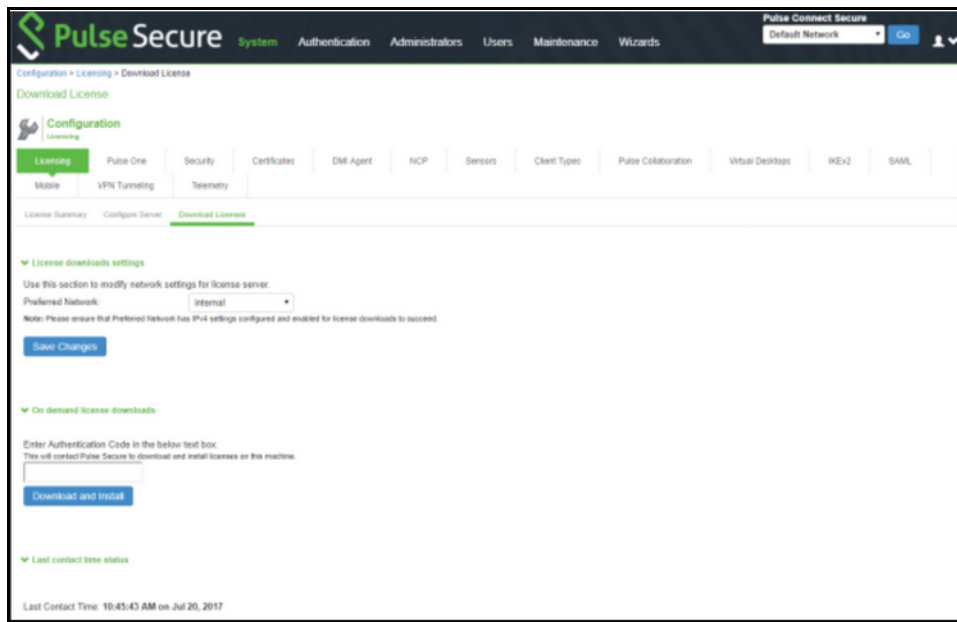 Pulse Connect Secure
Pulse Secure System Authentication Administrators Users Maintenance Wizards Default Network Go
Configuration > Licensing > Download License
Download License
Configuration
Licensing
Licensing Pulse One Security Certificates DMI Agent NCP Sensors Client Types Pulse Collaboration Virtual Desktops IKEv2 SAML
Mobile VPN Tunneling Telemetry
License Summary Configure Server Download Licenses
License downloads settings
Use this section to modify network settings for license server.
Preferred Network: Internal
Note: Please ensure that Preferred Network has IPv4 settings configured and enabled for license downloads to succeed.
Save Changes
On demand license downloads
Enter Authentication Code in the below text box.
This will contact Pulse Secure to download and install licenses on this machine.
Download and Install
Last contact time status
Last Contact Time: 10:45:43 AM on Jul 20, 2017